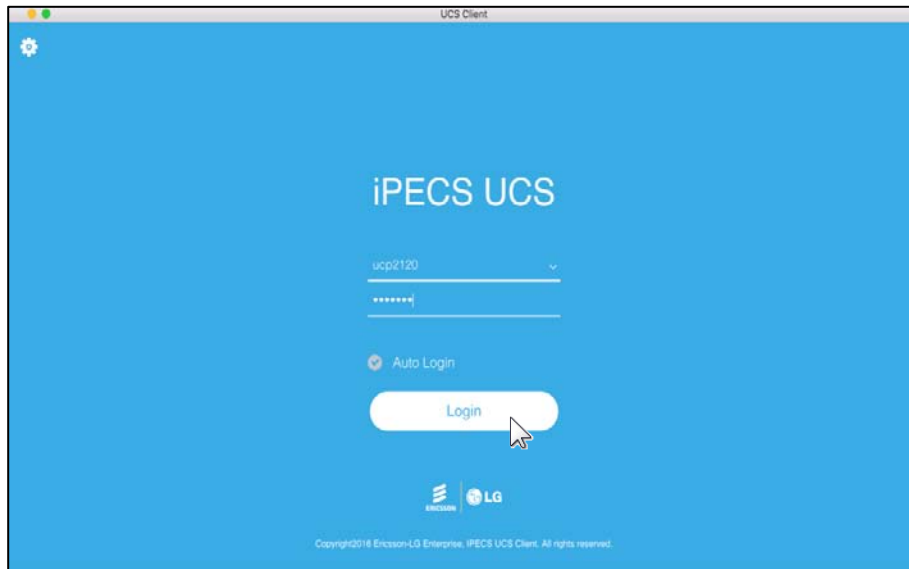 UCS Client
iPECS UCS
ucp2120
•••••••
Auto Login
Login
ERICSSON LG
Copyright2016 Ericsson-LG Enterprise, IPECS UCS Client. All rights reserved.